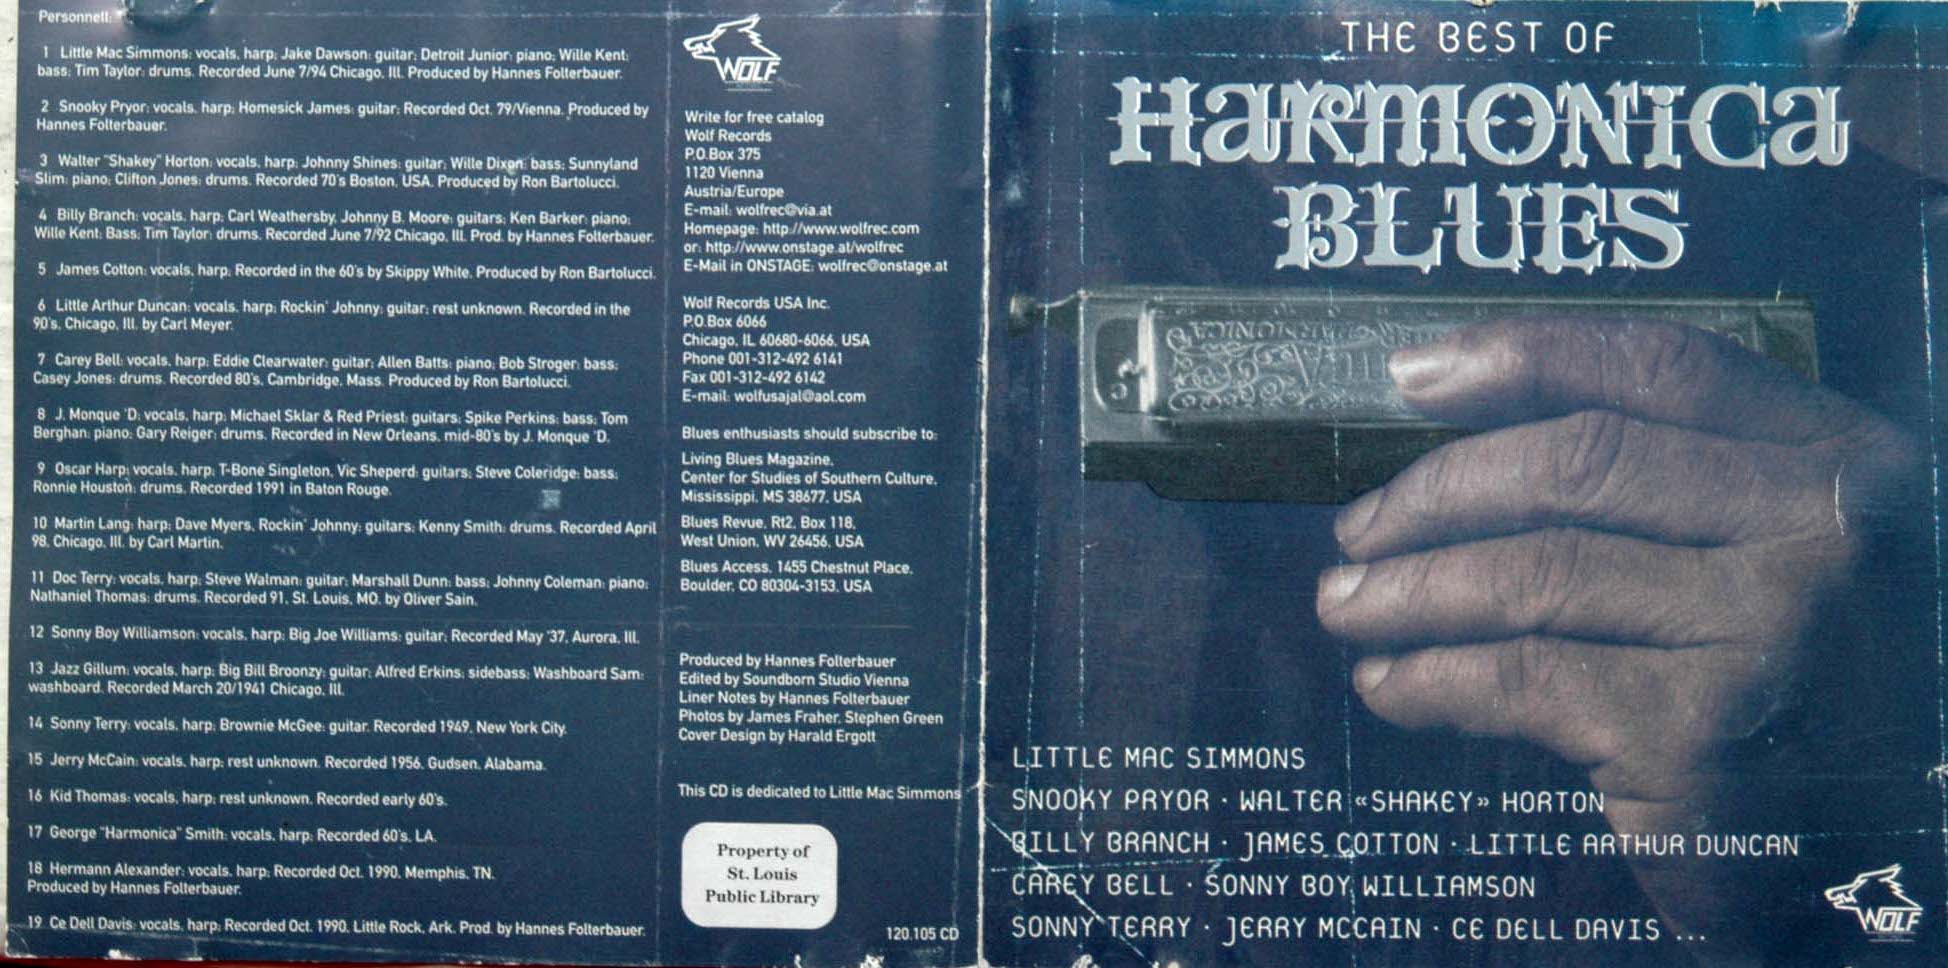 Personnell:
1 Little Mac Simmons: vocals, harp; Jake Dawson: guitar; Detroit Junior: piano; Wille Kent:
bass; Tim Taylor: drums. Recorded June 7/94 Chicago, Ill. Produced by Hannes Folterbauer.
2 Snooky Pryor: vocals, harp; Homesick James: guitar; Recorded Oct. 79/Vienna. Produced by
Hannes Folterbauer.
3 Walter "Shakey" Horton: vocals, harp; Johnny Shines: guitar; Wille Dixon: bass; Sunnyland
Slim: piano; Clifton Jones: drums. Recorded 70's Boston, USA. Produced by Ron Bartolucci.
4 Billy Branch: vocals, harp; Carl Weathersby, Johnny B. Moore: guitars; Ken Barker: piano;
Wille Kent: Bass; Tim Taylor: drums. Recorded June 7/92 Chicago, Ill. Prod. by Hannes Folterbauer.
5 James Cotton: vocals, harp; Recorded in the 60's by Skippy White. Produced by Ron Bartolucci.
6 Little Arthur Duncan: vocals, harp; Rockin' Johnny: guitar; rest unknown. Recorded in the
90's, Chicago, Ill. by Carl Meyer.
7 Carey Bell: vocals, harp; Eddie Clearwater: guitar; Allen Batts: piano; Bob Stroger: bass;
Casey Jones: drums. Recorded 80's, Cambridge, Mass. Produced by Ron Bartolucci.
8 J. Monque 'D: vocals, harp; Michael Sklar & Red Priest: guitars; Spike Perkins: bass; Tom
Berghan: piano; Gary Reiger: drums. Recorded in New Orleans, mid-80's by J. Monque 'D.
9 Oscar Harp: vocals, harp; T-Bone Singleton, Vic Sheperd: guitars; Steve Coleridge: bass;
Ronnie Houston: drums. Recorded 1991 in Baton Rouge.
10 Martin Lang: harp; Dave Myers, Rockin' Johnny: guitars; Kenny Smith: drums. Recorded April
98, Chicago, Ill. by Carl Martin.
11 Doc Terry: vocals, harp; Steve Walman: guitar; Marshall Dunn: bass; Johnny Coleman: piano;
Nathaniel Thomas: drums. Recorded 91, St. Louis, MO. by Oliver Sain.
12 Sonny Boy Williamson: vocals, harp; Big Joe Williams: guitar; Recorded May '37, Aurora, Ill.
13 Jazz Gillum: vocals, harp; Big Bill Broonzy: guitar; Alfred Erkins: sidebass; Washboard Sam:
washboard. Recorded March 20/1941 Chicago, Ill.
14 Sonny Terry: vocals, harp; Brownie McGee: guitar. Recorded 1949, New York City.
15 Jerry McCain: vocals, harp; rest unknown. Recorded 1956, Gudsen, Alabama.
16 Kid Thomas: vocals, harp; rest unknown. Recorded early 60's.
17 George "Harmonica" Smith: vocals, harp; Recorded 60's, LA.
18 Hermann Alexander: vocals, harp; Recorded Oct. 1990, Memphis, TN.
Produced by Hannes Folterbauer.
19 Ce Dell Davis: vocals, harp; Recorded Oct. 1990, Little Rock, Ark. Prod. by Hannes Folterbauer.
WOLF
Write for free catalog
Wolf Records
P.O.Box 375
1120 Vienna
Austria/Europe
E-mail: wolfrec@via.at
Homepage: http://www.wolfrec.com
or: http://www.onstage.at/wolfrec
E-Mail in ONSTAGE: wolfrec@onstage.at
Wolf Records USA Inc.
P.O.Box 6066
Chicago, IL 60680-6066, USA
Phone 001-312-492 6141
Fax 001-312-492 6142
E-mail: wolfusajal@aol.com
Blues enthusiasts should subscribe to:
Living Blues Magazine,
Center for Studies of Southern Culture,
Mississippi, MS 38677, USA
Blues Revue, Rt2, Box 118,
West Union, WV 26456, USA
Blues Access, 1455 Chestnut Place,
Boulder, CO 80304-3153, USA
Produced by Hannes Folterbauer
Edited by Soundborn Studio Vienna
Liner Notes by Hannes Folterbauer
Photos by James Fraher, Stephen Green
Cover Design by Harald Ergott
This CD is dedicated to Little Mac Simmons
Property of
St. Louis
Public Library
120.105 CD
THE BEST OF
HARMONICA
BLUES
LITTLE MAC SIMMONS
SNOOKY PRYOR · WALTER «SHAKEY» HORTON
BILLY BRANCH · JAMES COTTON · LITTLE ARTHUR DUNCAN
CAREY BELL · SONNY BOY WILLIAMSON
SONNY TERRY · JERRY MCCAIN · CE DELL DAVIS ...
WOLF